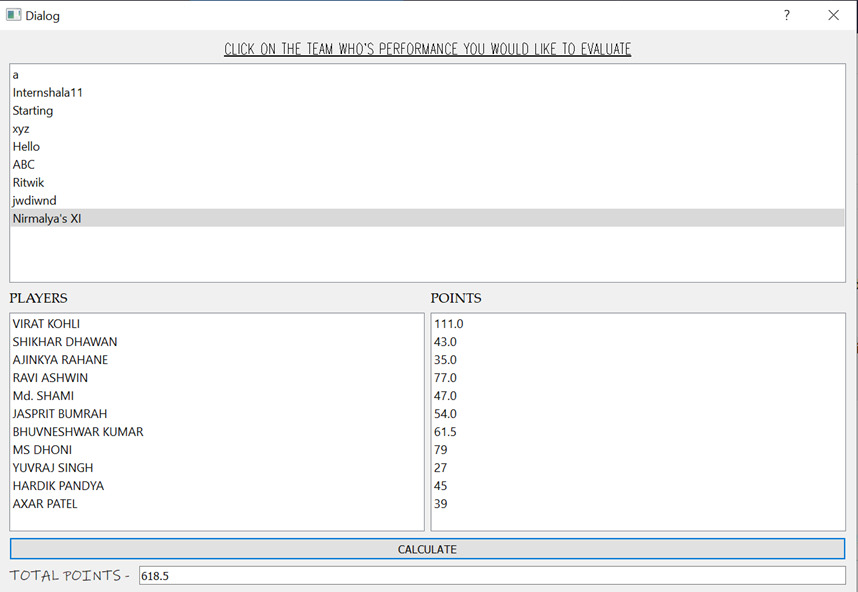 Dialog
?
CLICK ON THE TEAM WHO'S PERFORMANCE YOU WOULD LIKE TO EVALUATE
a
Internshala11
Starting
xyz
Hello
ABC
Ritwik
jwdiwnd
Nirmalya's XI
PLAYERS POINTS
VIRAT KOHLI 111.0
SHIKHAR DHAWAN 43.0
AJINKYA RAHANE 35.0
RAVI ASHWIN 77.0
Md. SHAMI 47.0
JASPRIT BUMRAH 54.0
BHUVNESHWAR KUMAR 61.5
MS DHONI 79
YUVRAJ SINGH 27
HARDIK PANDYA 45
AXAR PATEL 39
CALCULATE
TOTAL POINTS - 618.5